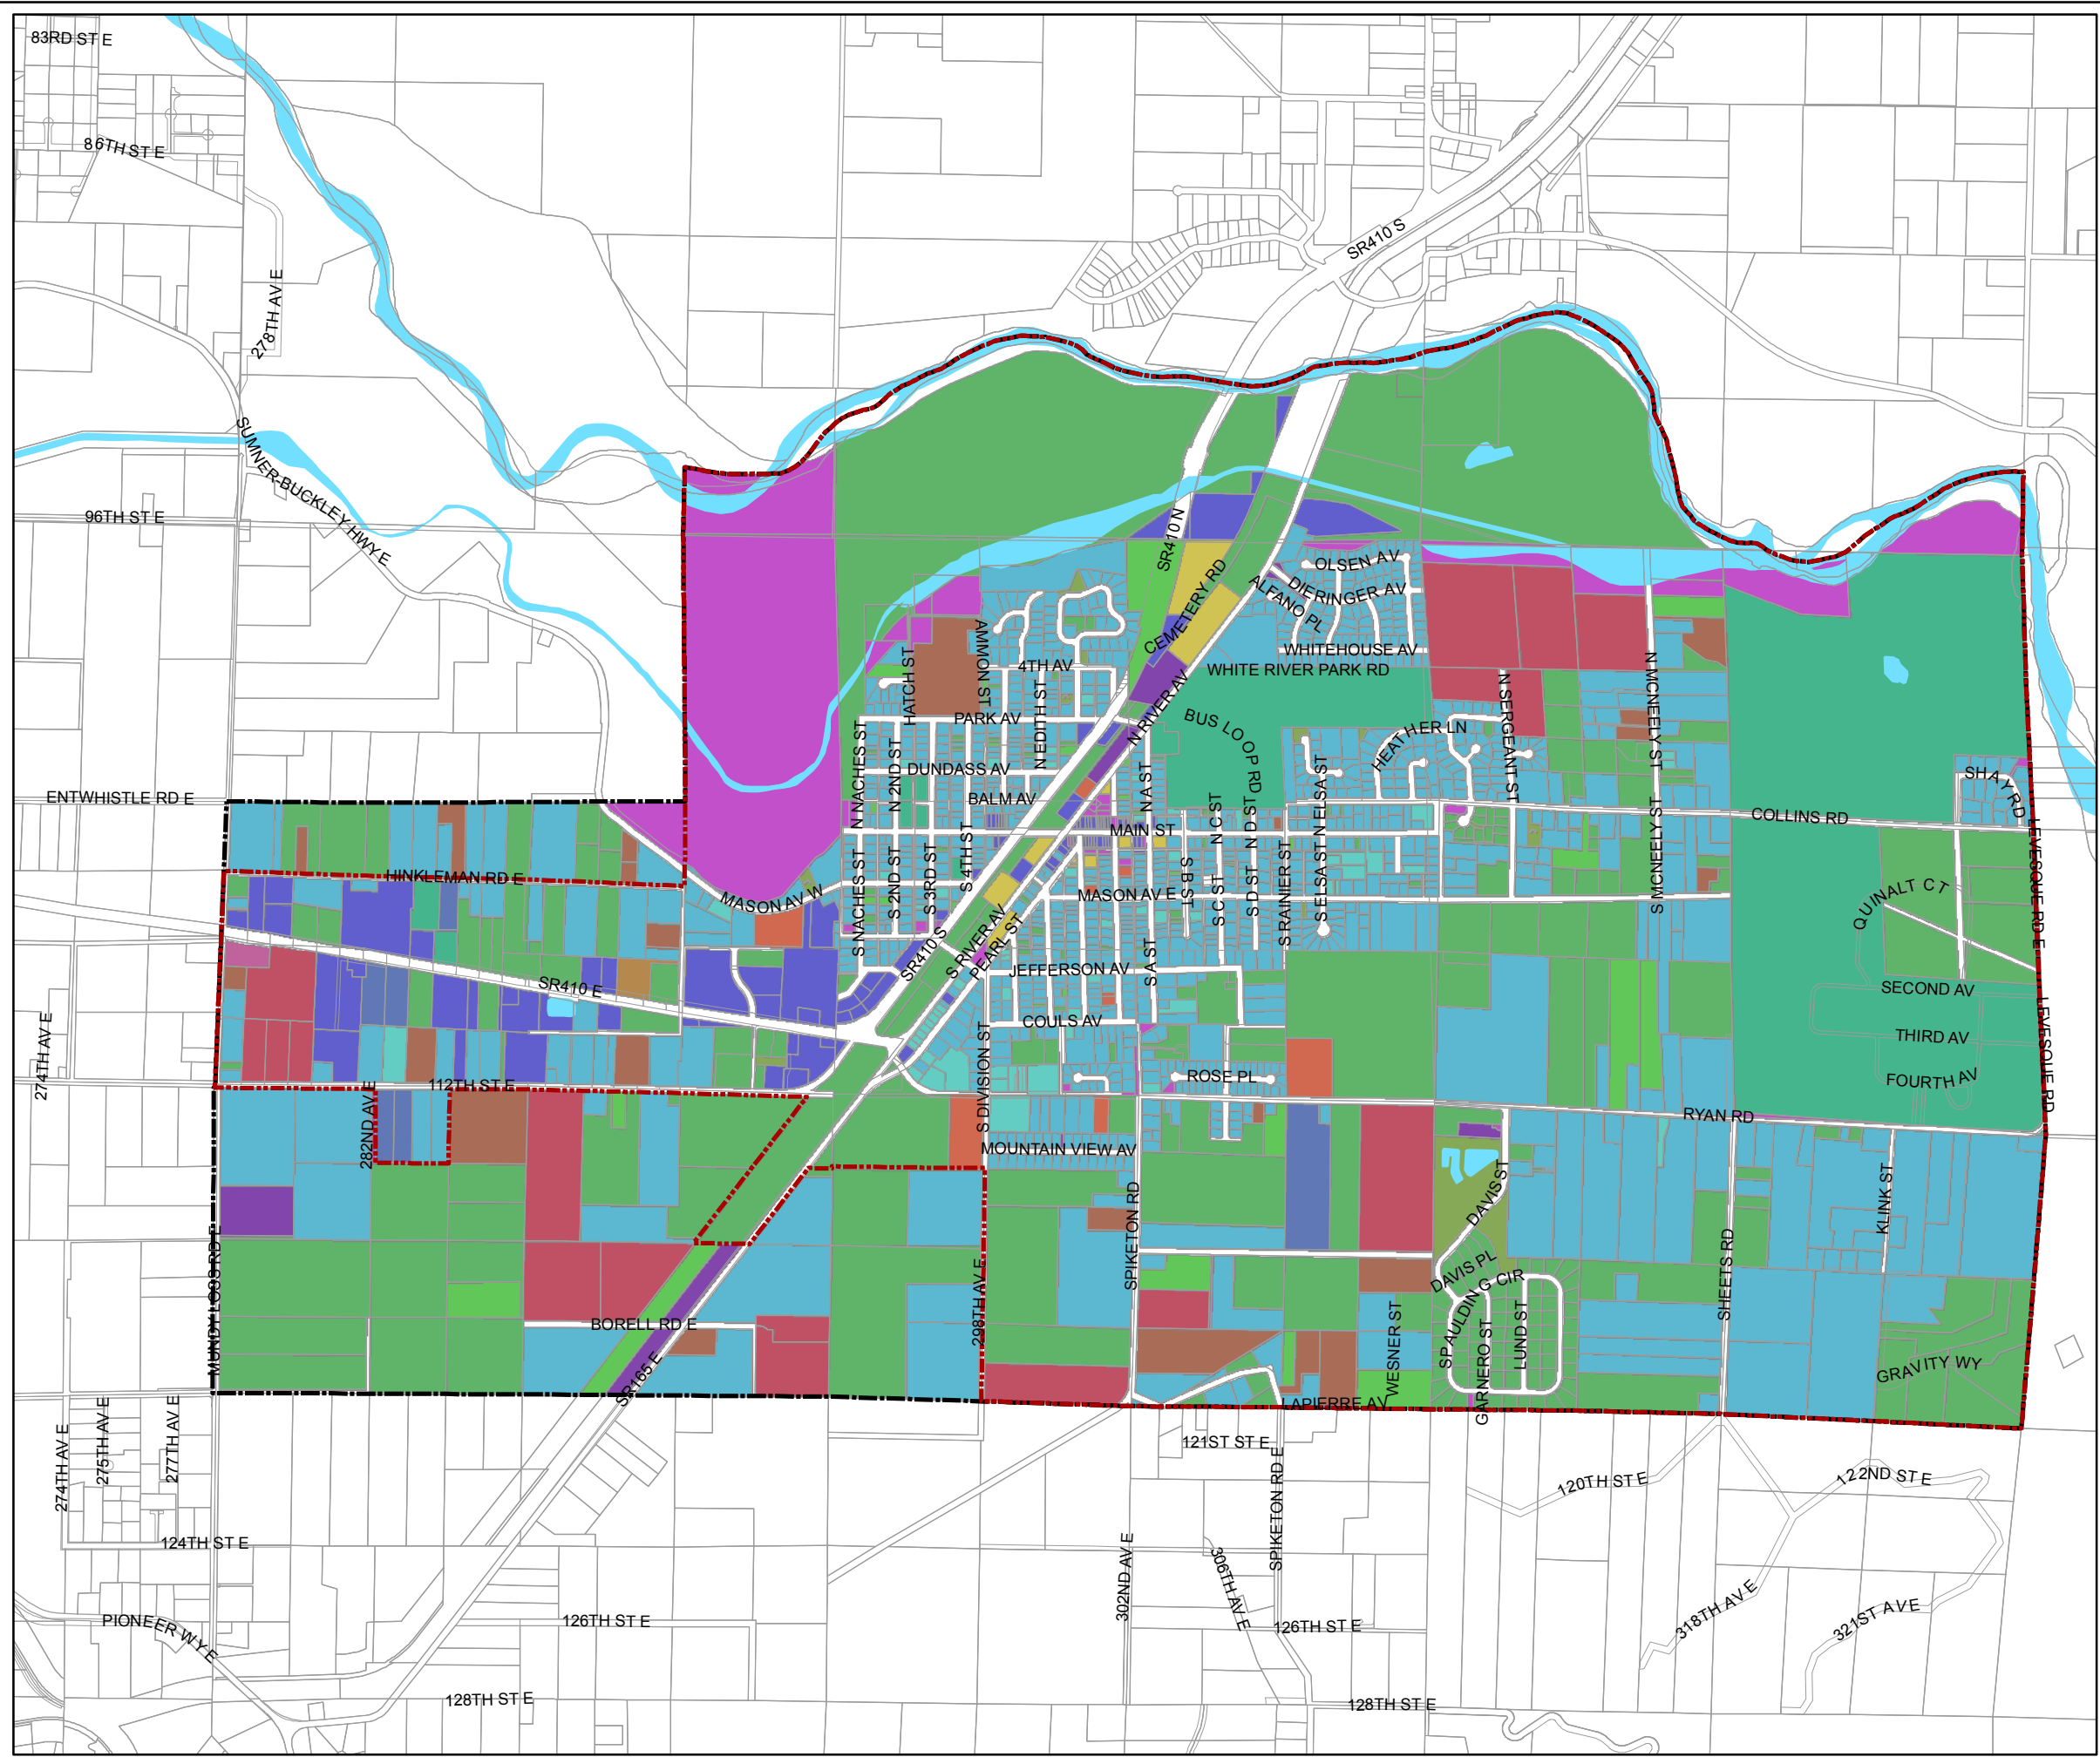 83RD ST E
86TH ST E
SR410 S
278TH AV E
SUMNER-BUCKLEY HWY E
96TH ST E
SR410 N
OLSEN AV
DIERINGER AV
ALFANO PL
CEMETERY RD
WHITEHOUSE AV
WHITE RIVER PARK RD
AMMON ST
4TH AV
HATCH ST
N EDITH ST
N RIVER AV
N MCNEELY ST
N SERGEANT ST
PARK AV
BUS LOOP RD
HEATHER LN
N NACHES ST
N 2ND ST
DUNDASS AV
N A ST
N ELSA ST
SHAY RD
ENTWHISTLE RD E
BALM AV
N C ST
N D ST
COLLINS RD
MAIN ST
LEVESQUE RD E
S MCNEELY ST
HINKLEMAN RD E
MASON AV W
S NACHES ST
S 2ND ST
S 3RD ST
S 4TH ST
MASON AV E
S B ST
S C ST
S D ST
S RAINIER ST
S ELSA ST
QUINALT CT
SR410 S
S RIVER AV
PEARL ST
JEFFERSON AV
S A ST
SR410 E
SECOND AV
COULS AV
THIRD AV
274TH AV E
LEVESQUE RD
S DIVISION ST
ROSE PL
FOURTH AV
112TH ST E
RYAN RD
282ND AV E
MOUNTAIN VIEW AV
DAVIS ST
KLINK ST
SPIKETON RD
MUNDY LOSS RD E
298TH AV E
DAVIS PL
SHEETS RD
SPAULDING CIR
BORELL RD E
WESNER ST
GARNERO ST
LUND ST
GRAVITY WY
SR165 E
LAPIERRE AV
274TH AV E
275TH AV E
277TH AV E
121ST ST E
SPIKETON RD E
120TH ST E
122ND ST E
124TH ST E
302ND AV E
306TH AV E
318TH AV E
321ST AV E
PIONEER WY E
126TH ST E
126TH ST E
128TH ST E
128TH ST E